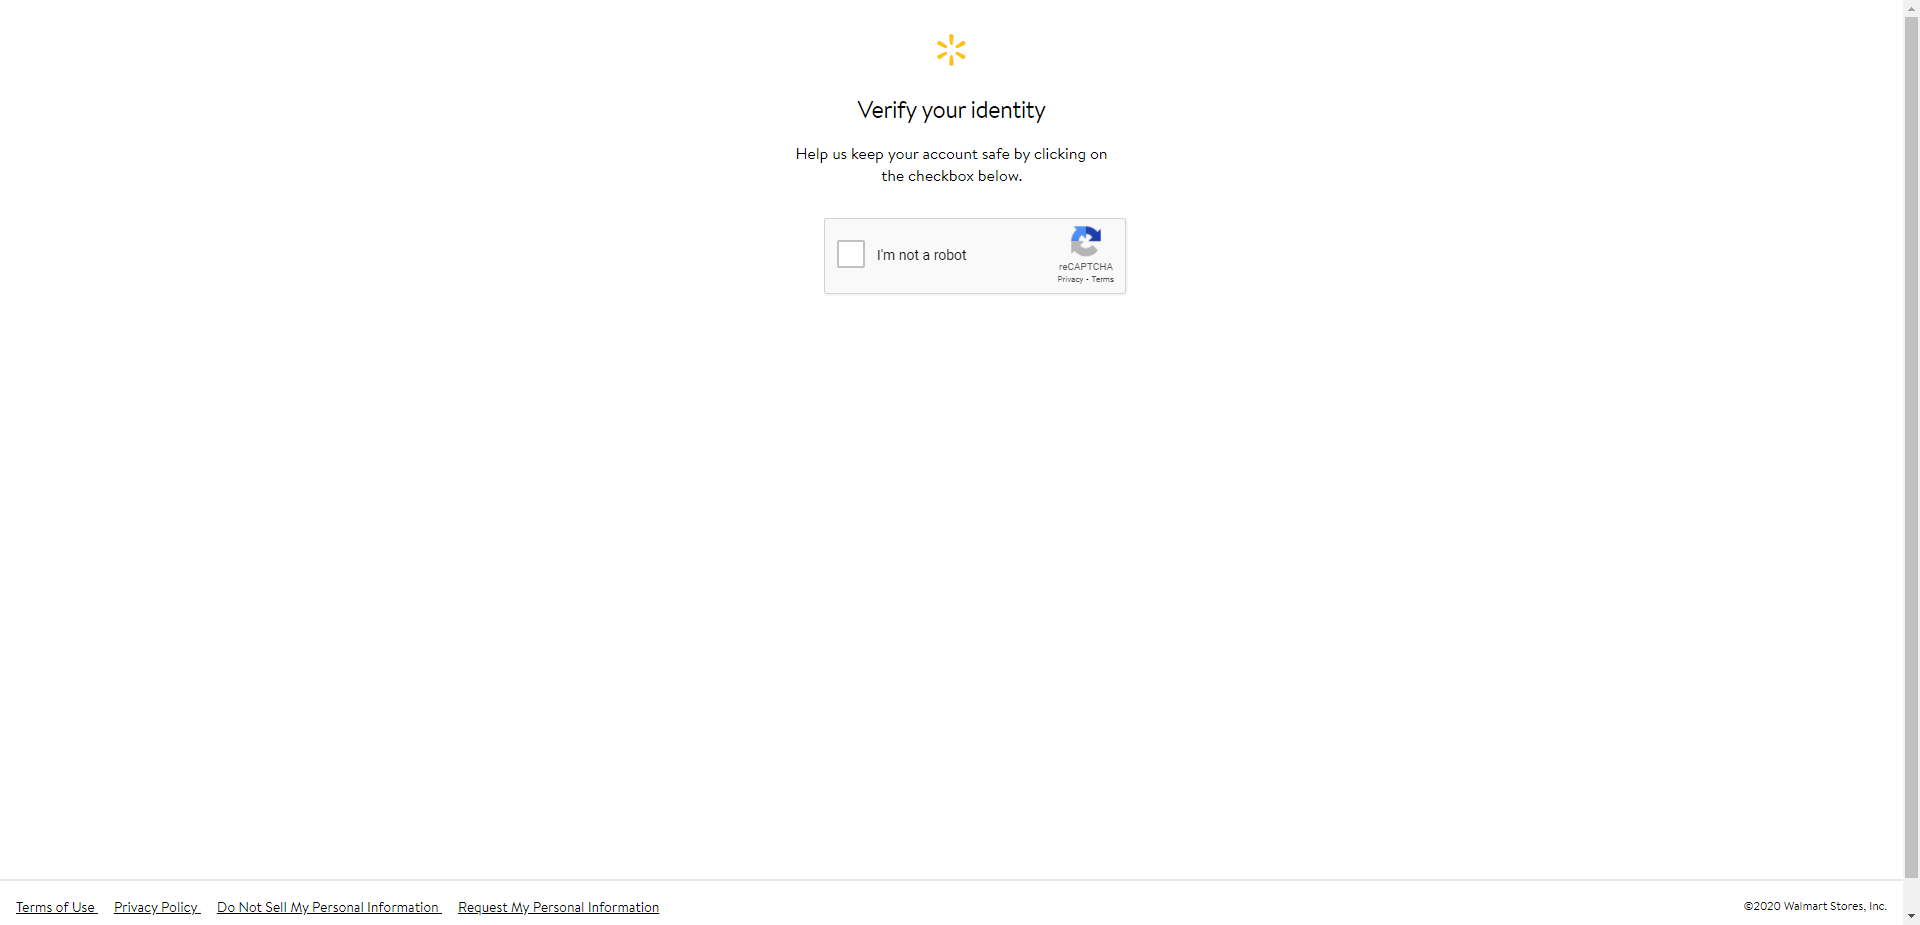 Verify your identity
Help us keep your account safe by clicking on
the checkbox below.
I'm not a robot
reCAPTCHA
Privacy - Terms
Terms of Use Privacy Policy Do Not Sell My Personal Information Request My Personal Information ©2020 Walmart Stores, Inc.